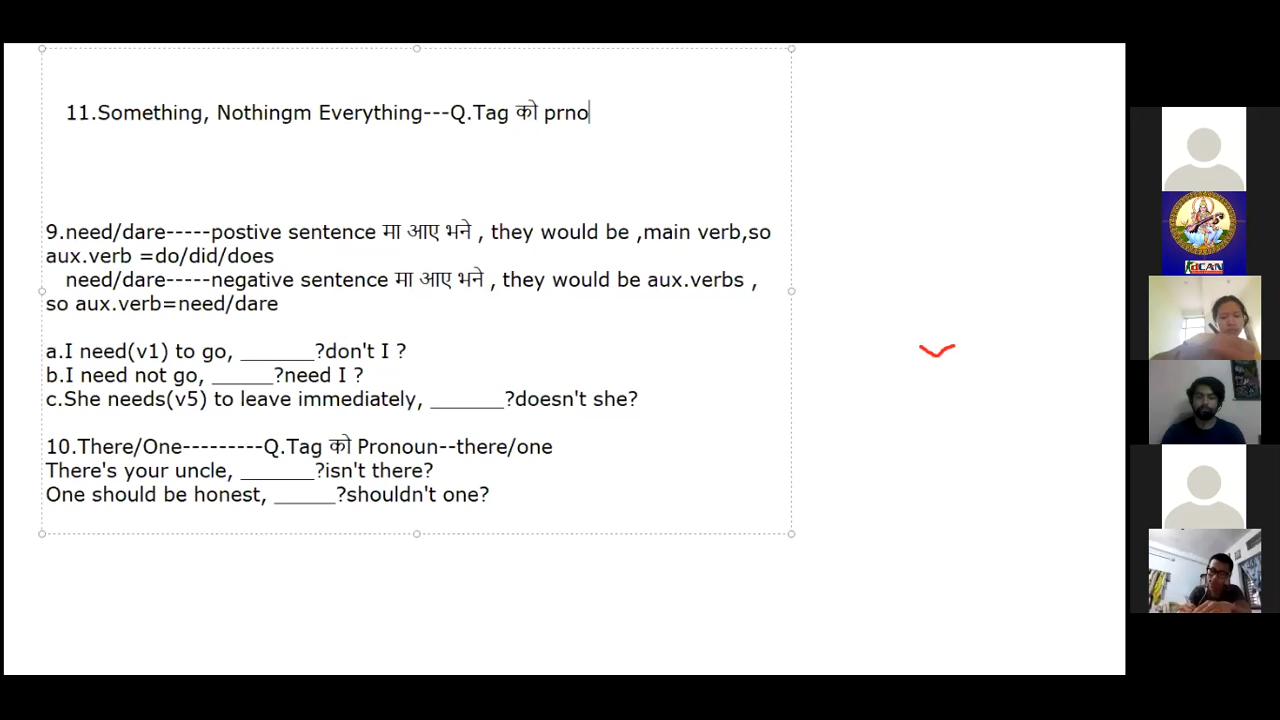 11.Something, Nothingm Everything---Q.Tag को prno
9.need/dare-----postive sentence मा आए भने , they would be ,main verb,so
aux.verb =do/did/does
need/dare-----negative sentence मा आए भने , they would be aux.verbs ,
so aux.verb=need/dare
a.I need(v1) to go, _______?don't I ?
b.I need not go, ______?need I ?
c.She needs(v5) to leave immediately, _______?doesn't she?
10.There/One---------Q.Tag को Pronoun--there/one
There's your uncle, _______?isn't there?
One should be honest, ______?shouldn't one?